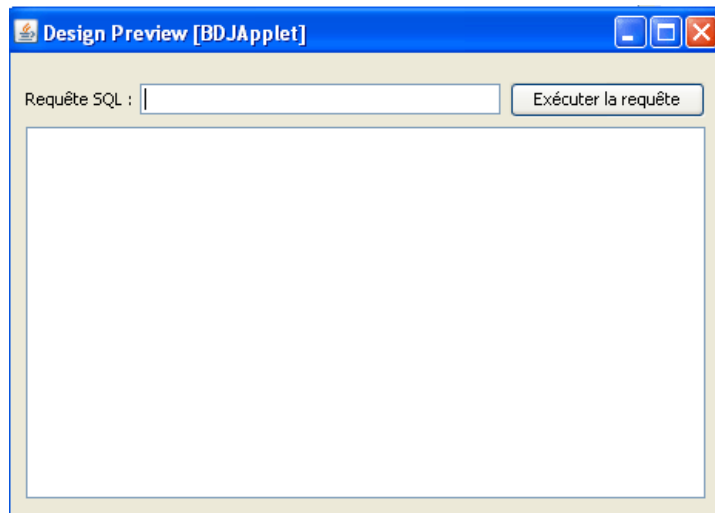 Design Preview [BDJApplet]
Requête SQL :
Exécuter la requête